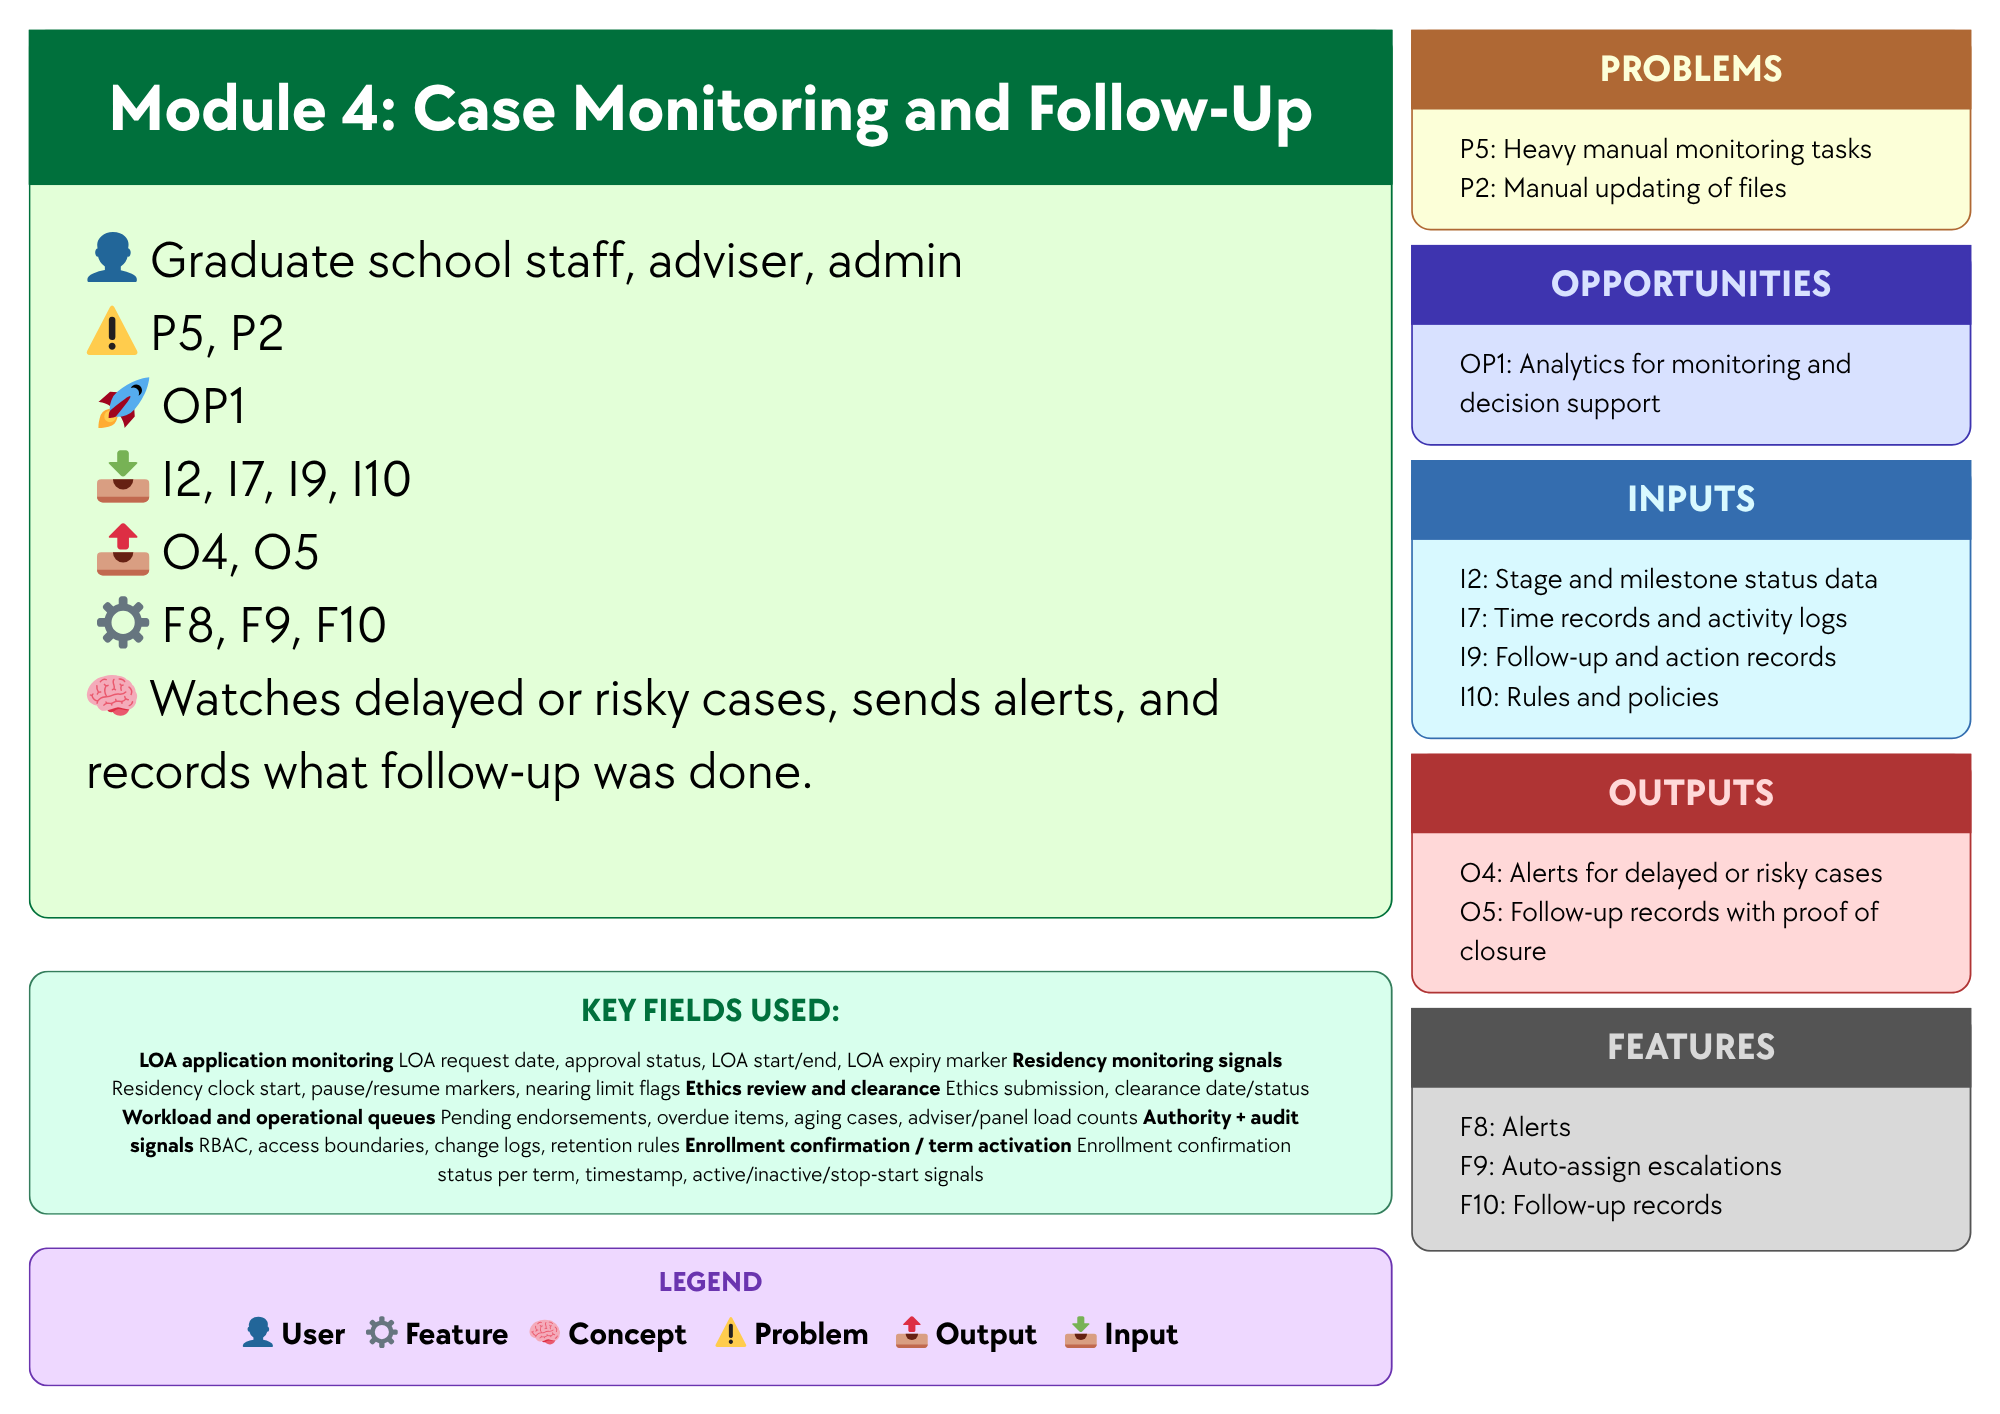 Module 4: Case Monitoring and Follow-Up
Graduate school staff, adviser, admin
P5, P2
OP1
I2, I7, I9, I10
O4, O5
F8, F9, F10
Watches delayed or risky cases, sends alerts, and
records what follow-up was done.
KEY FIELDS USED:
LOA application monitoring LOA request date, approval status, LOA start/end, LOA expiry marker Residency monitoring signals
Residency clock start, pause/resume markers, nearing limit flags Ethics review and clearance Ethics submission, clearance date/status
Workload and operational queues Pending endorsements, overdue items, aging cases, adviser/panel load counts Authority + audit
signals RBAC, access boundaries, change logs, retention rules Enrollment confirmation / term activation Enrollment confirmation
status per term, timestamp, active/inactive/stop-start signals
LEGEND
User Feature Concept Problem Output Input
PROBLEMS
P5: Heavy manual monitoring tasks
P2: Manual updating of files
OPPORTUNITIES
OP1: Analytics for monitoring and
decision support
INPUTS
I2: Stage and milestone status data
I7: Time records and activity logs
I9: Follow-up and action records
I10: Rules and policies
OUTPUTS
O4: Alerts for delayed or risky cases
O5: Follow-up records with proof of
closure
FEATURES
F8: Alerts
F9: Auto-assign escalations
F10: Follow-up records